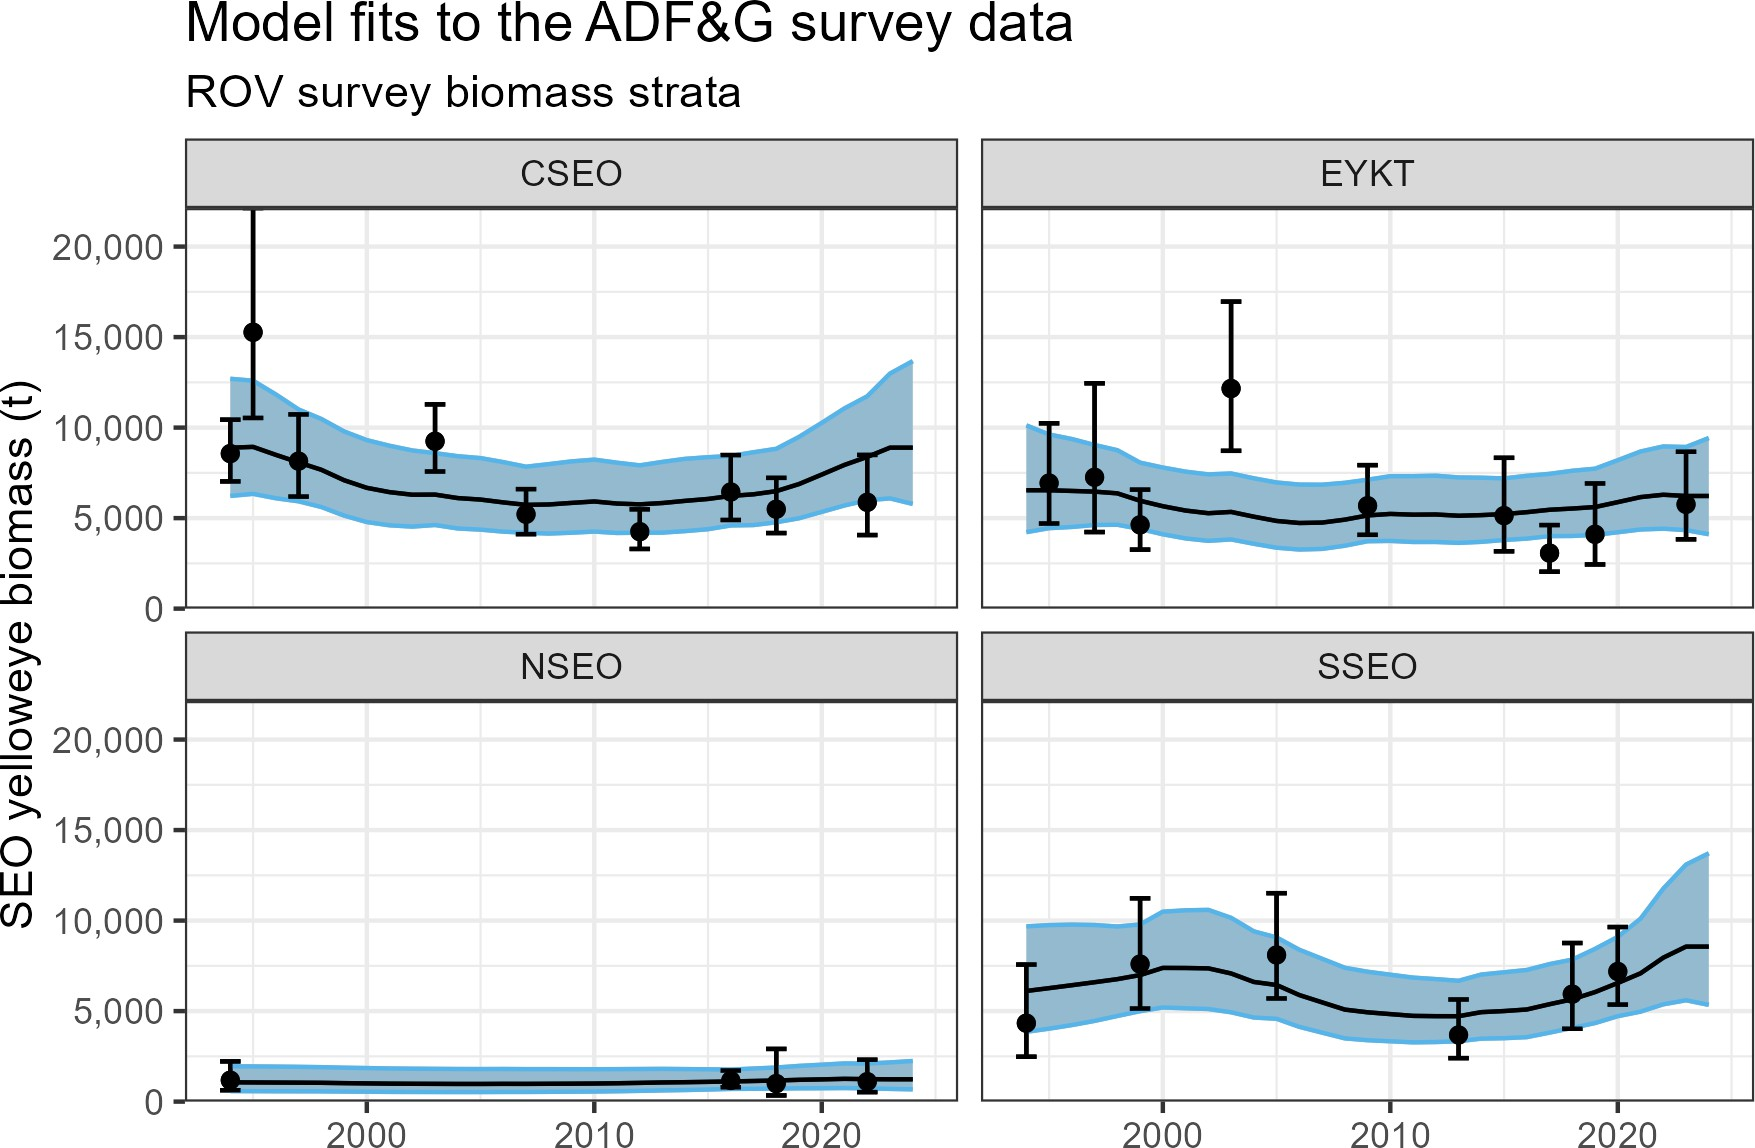 Model fits to the ADF&G survey data
ROV survey biomass strata
SEO yelloweye biomass (t)
CSEO
EYKT
20,000
15,000
10,000
5,000
0
NSEO
SSEO
20,000
15,000
10,000
5,000
0
2000 2010 2020
2000 2010 2020